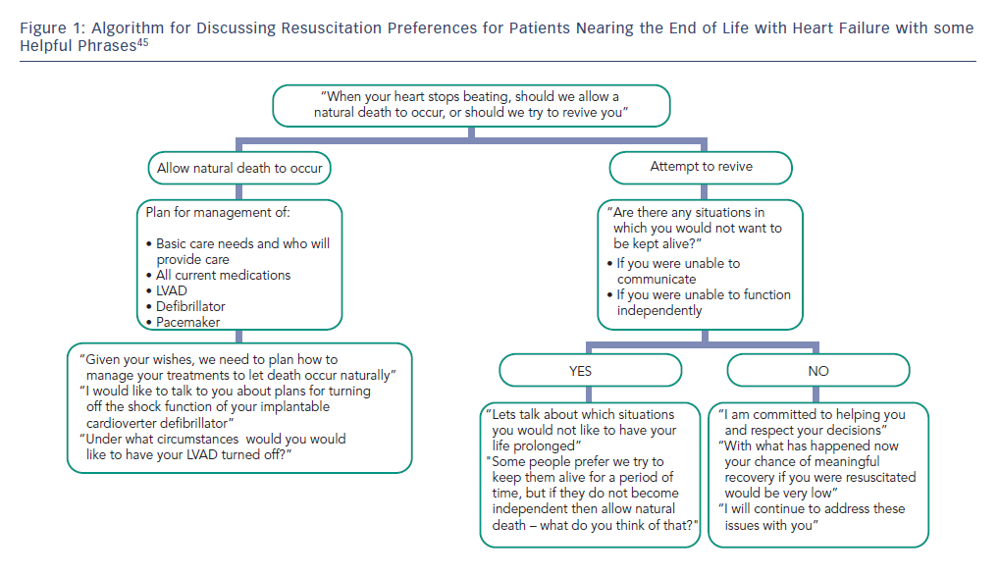 Figure 1: Algorithm for Discussing Resuscitation Preferences for Patients Nearing the End of Life with Heart Failure with some
Helpful Phrases45
“When your heart stops beating, should we allow a
natural death to occur, or should we try to revive you”
Allow natural death to occur
Attempt to revive
Plan for management of:
• Basic care needs and who will
provide care
• All current medications
• LVAD
• Defibrillator
• Pacemaker
“Are there any situations in
which you would not want to
be kept alive?”
• If you were unable to
communicate
• If you were unable to function
independently
“Given your wishes, we need to plan how to
manage your treatments to let death occur naturally”
“I would like to talk to you about plans for turning
off the shock function of your implantable
cardioverter defibrillator”
“Under what circumstances would you would
like to have your LVAD turned off?”
YES
NO
“Lets talk about which situations
you would not like to have your
life prolonged”
"Some people prefer we try to
keep them alive for a period of
time, but if they do not become
independent then allow natural
death – what do you think of that?"
“I am committed to helping you
and respect your decisions”
“With what has happened now
your chance of meaningful
recovery if you were resuscitated
would be very low”
“I will continue to address these
issues with you”